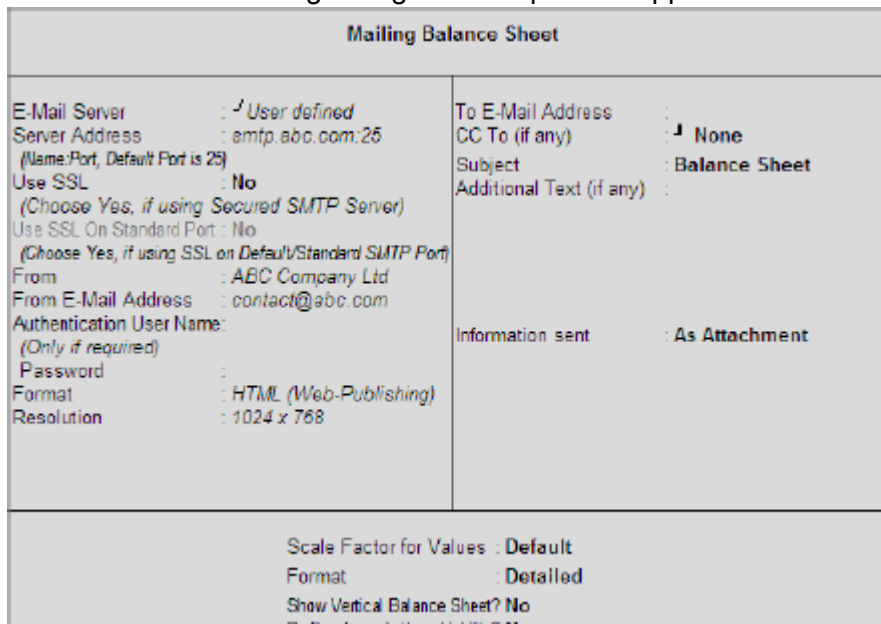 Mailing Balance Sheet
E-Mail Server : ┘ User defined
Server Address : smtp.abc.com:25
(Name:Port, Default Port is 25)
Use SSL : No
(Choose Yes, if using Secured SMTP Server)
Use SSL On Standard Port : No
(Choose Yes, if using SSL on Default/Standard SMTP Port)
From : ABC Company Ltd
From E-Mail Address : contact@abc.com
Authentication User Name:
(Only if required)
Password :
Format : HTML (Web-Publishing)
Resolution : 1024 x 768
To E-Mail Address :
CC To (if any) : ┘ None
Subject : Balance Sheet
Additional Text (if any) :
Information sent : As Attachment
Scale Factor for Values : Default
Format : Detailed
Show Vertical Balance Sheet? No